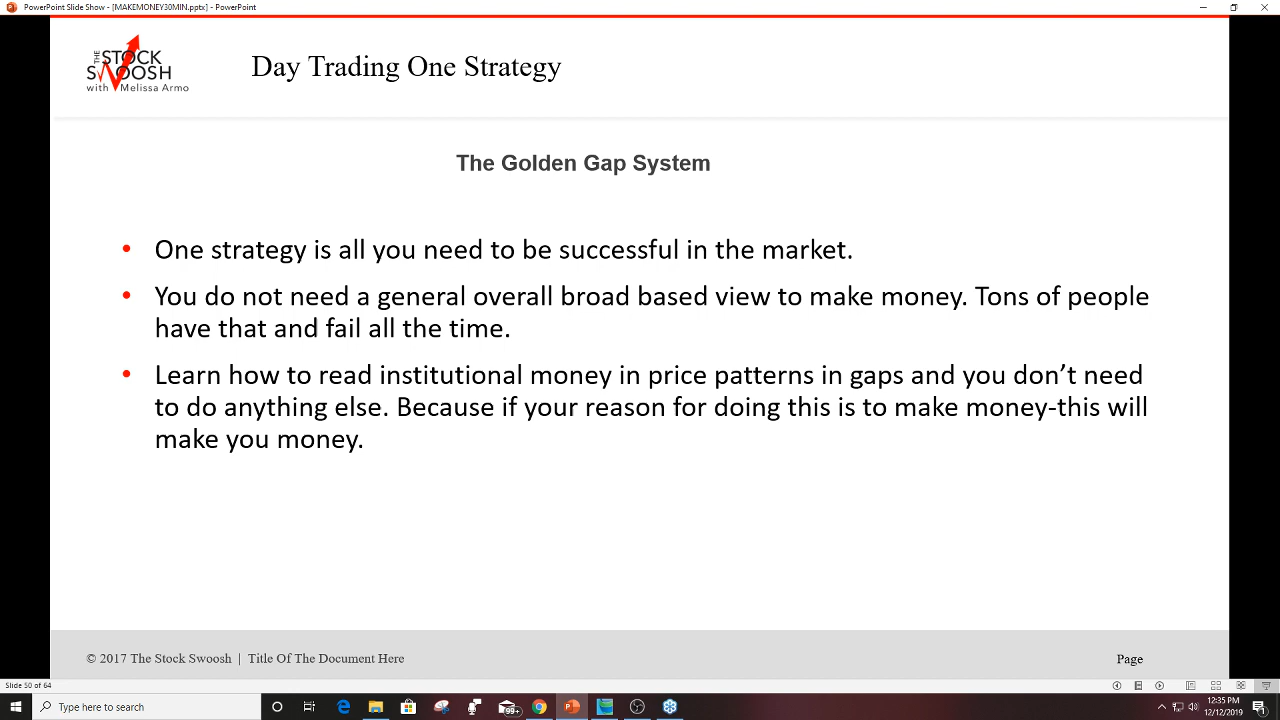 PowerPoint Slide Show - [MAKEMONEY30MIN.pptx] - PowerPoint
THE
STOCK
SWOOSH
with Melissa Armo
Day Trading One Strategy
The Golden Gap System
• One strategy is all you need to be successful in the market.
• You do not need a general overall broad based view to make money. Tons of people
have that and fail all the time.
• Learn how to read institutional money in price patterns in gaps and you don’t need
to do anything else. Because if your reason for doing this is to make money-this will
make you money.
© 2017 The Stock Swoosh | Title Of The Document Here
Page
Slide 50 of 64
Type here to search
99+
12:35 PM
12/12/2019
1